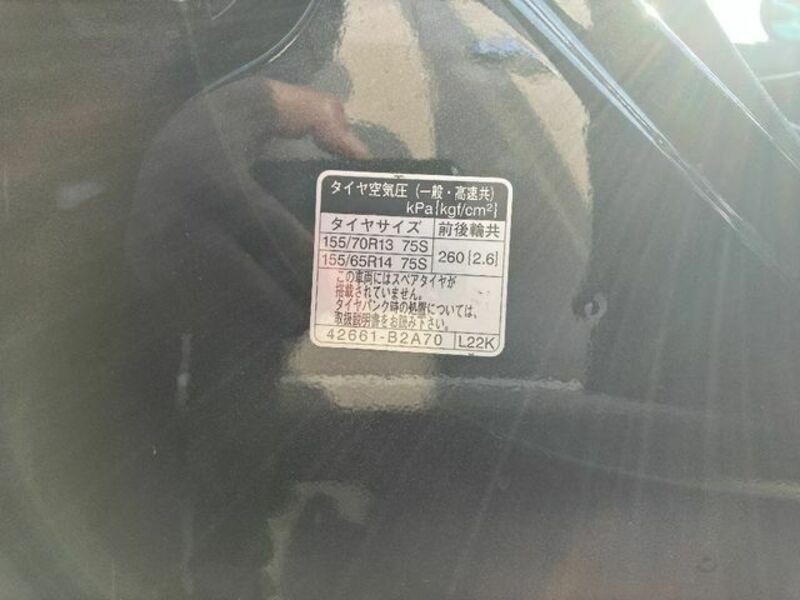 タイヤ空気圧 (一般・高速共)
kPa{kgf/cm²}
タイヤサイズ 前後輪共
155/70R13 75S
155/65R14 75S
260{2.6}
この車両にはスペアタイヤが
搭載されていません。
タイヤパンク時の処置については、
取扱説明書をお読み下さい。
42661-B2A70 L22K